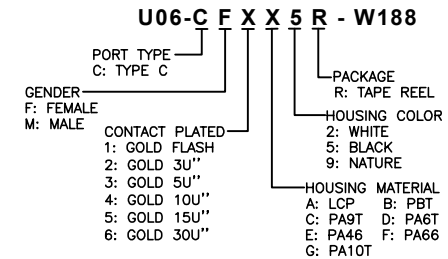 U06-C F X X 5 R - W188
PORT TYPE
C: TYPE C
GENDER
F: FEMALE
M: MALE
CONTACT PLATED
1: GOLD FLASH
2: GOLD 3U''
3: GOLD 5U''
4: GOLD 10U''
5: GOLD 15U''
6: GOLD 30U''
PACKAGE
R: TAPE REEL
HOUSING COLOR
2: WHITE
5: BLACK
9: NATURE
HOUSING MATERIAL
A: LCP B: PBT
C: PA9T D: PA6T
E: PA46 F: PA66
G: PA10T